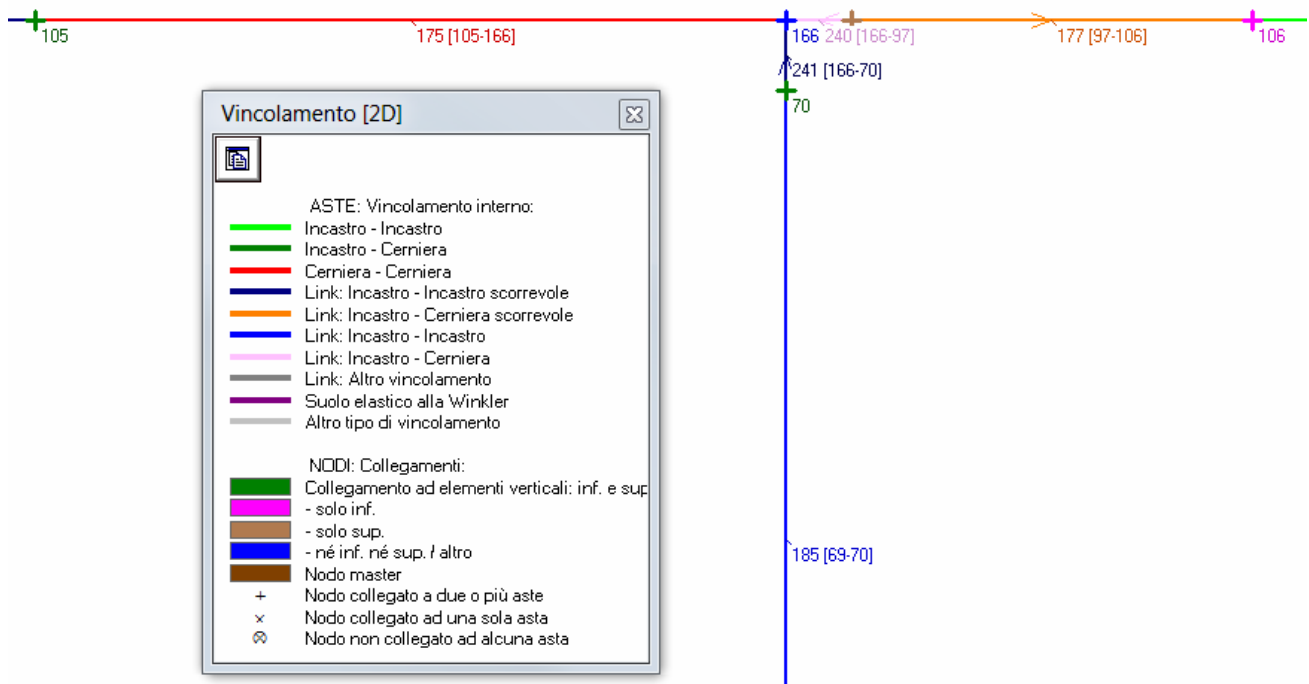 105
175 [105-166]
166 240 [166-97]
177 [97-106]
106
241 [166-70]
70
Vincolamento [2D]
ASTE: Vincolamento interno:
Incastro - Incastro
Incastro - Cerniera
Cerniera - Cerniera
Link: Incastro - Incastro scorrevole
Link: Incastro - Cerniera scorrevole
Link: Incastro - Incastro
Link: Incastro - Cerniera
Link: Altro vincolamento
Suolo elastico alla Winkler
Altro tipo di vincolamento
NODI: Collegamenti:
Collegamento ad elementi verticali: inf. e sup
- solo inf.
- solo sup.
- né inf. né sup. / altro
Nodo master
+ Nodo collegato a due o più aste
x Nodo collegato ad una sola asta
⊗ Nodo non collegato ad alcuna asta
185 [69-70]